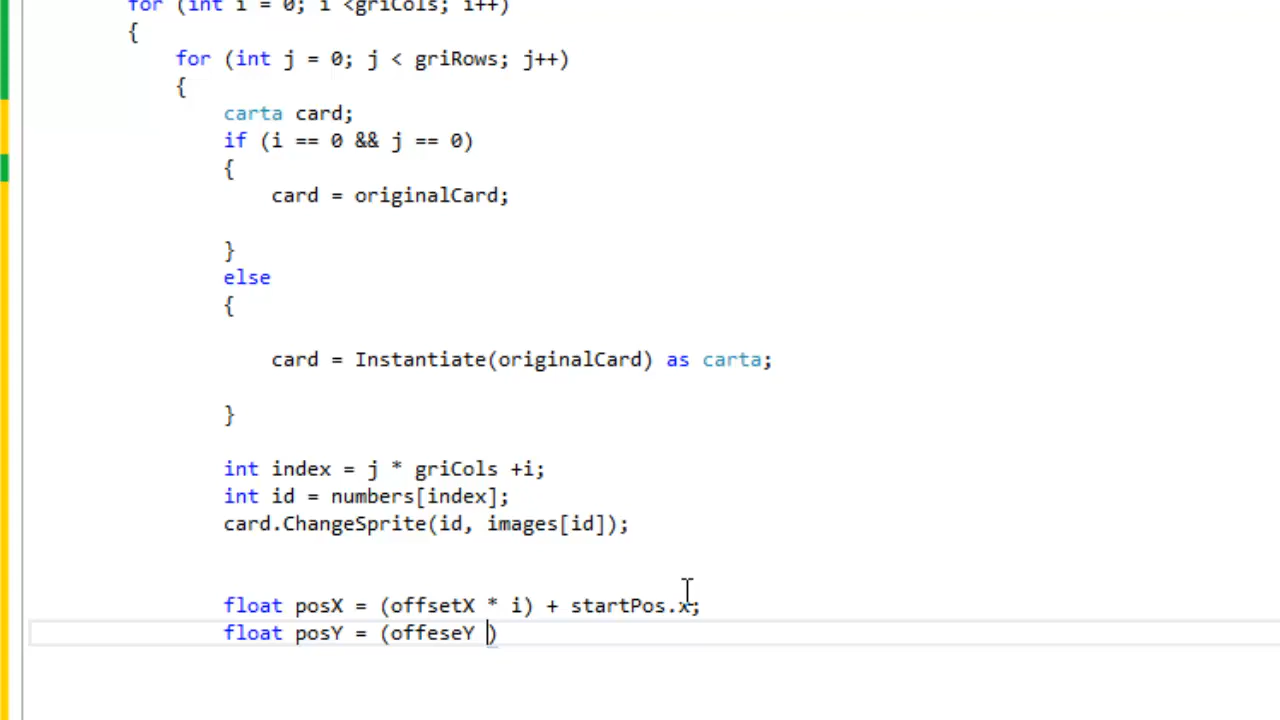 for (int i = 0; i <griCols; i++)
{
for (int j = 0; j < griRows; j++)
{
carta card;
if (i == 0 && j == 0)
{
card = originalCard;
}
else
{
card = Instantiate(originalCard) as carta;
}
int index = j * griCols +i;
int id = numbers[index];
card.ChangeSprite(id, images[id]);
float posX = (offsetX * i) + startPos.x;
float posY = (offeseY )